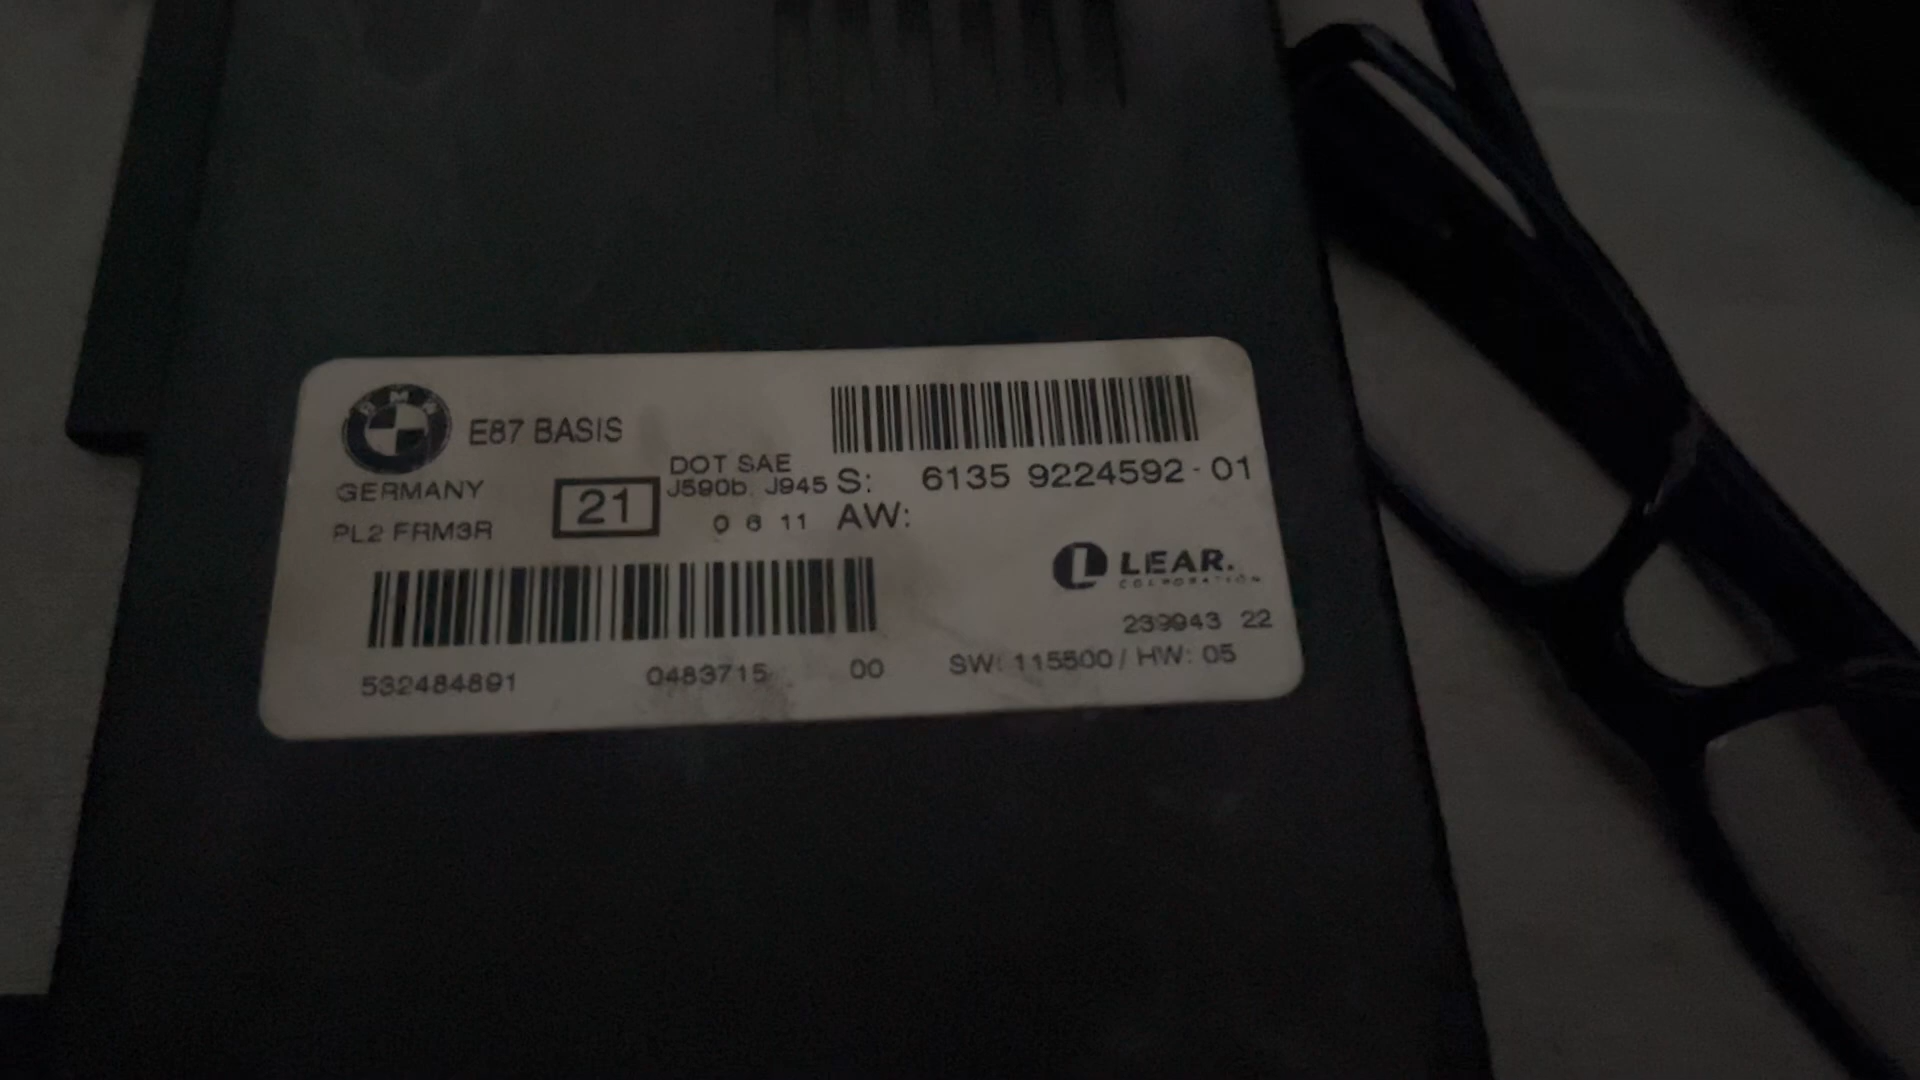 BMW
E87 BASIS
GERMANY
PL2 FRM3R
21
DOT SAE
J590b J945
0 6 11
S: 6135 9224592-01
AW:
LEAR.
CORPORATION
239943 22
532484891 0483715 00
SW: 115500 / HW: 05